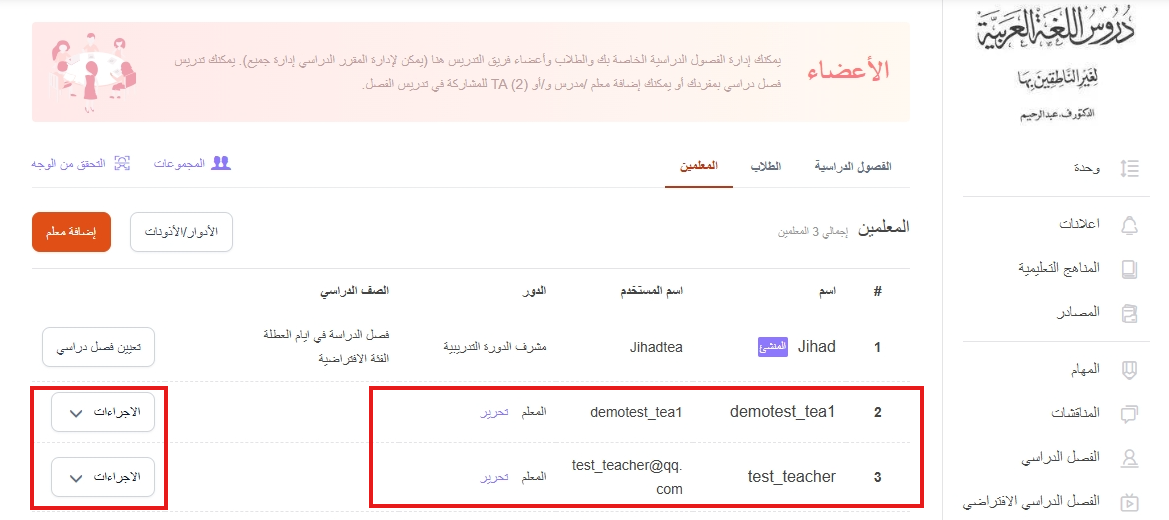 دروس اللغة العربية
لغير الناطقين بها
الدكتور ف. عبدالرحيم
وحدة
اعلانات
المناهج التعليمية
المصادر
المهام
المناقشات
الفصل الدراسي
الفصل الدراسي الافتراضي
الأعضاء
يمكنك إدارة الفصول الدراسية الخاصة بك والطلاب وأعضاء فريق التدريس هنا (يمكن لإدارة المقرر الدراسي إدارة جميع). يمكنك تدريس
فصل دراسي بمفردك أو يمكنك إضافة معلم /مدرس و/أو TA (2) للمشاركة في تدريس الفصل.
الفصول الدراسية الطلاب المعلمين المجموعات التحقق من الوجه
المعلمين إجمالي 3 المعلمين الأدوار/الأذونات إضافة معلم
# اسم اسم المستخدم الدور الصف الدراسي
1 Jihad المنشئ Jihadtea مشرف الدورة التدريبية فصل الدراسة في ايام العطلة تعيين فصل دراسي
الفئة الافتراضية
2 demotest_tea1 demotest_tea1 المعلم تحرير الاجراءات
3 test_teacher test_teacher@qq. المعلم تحرير الاجراءات
com